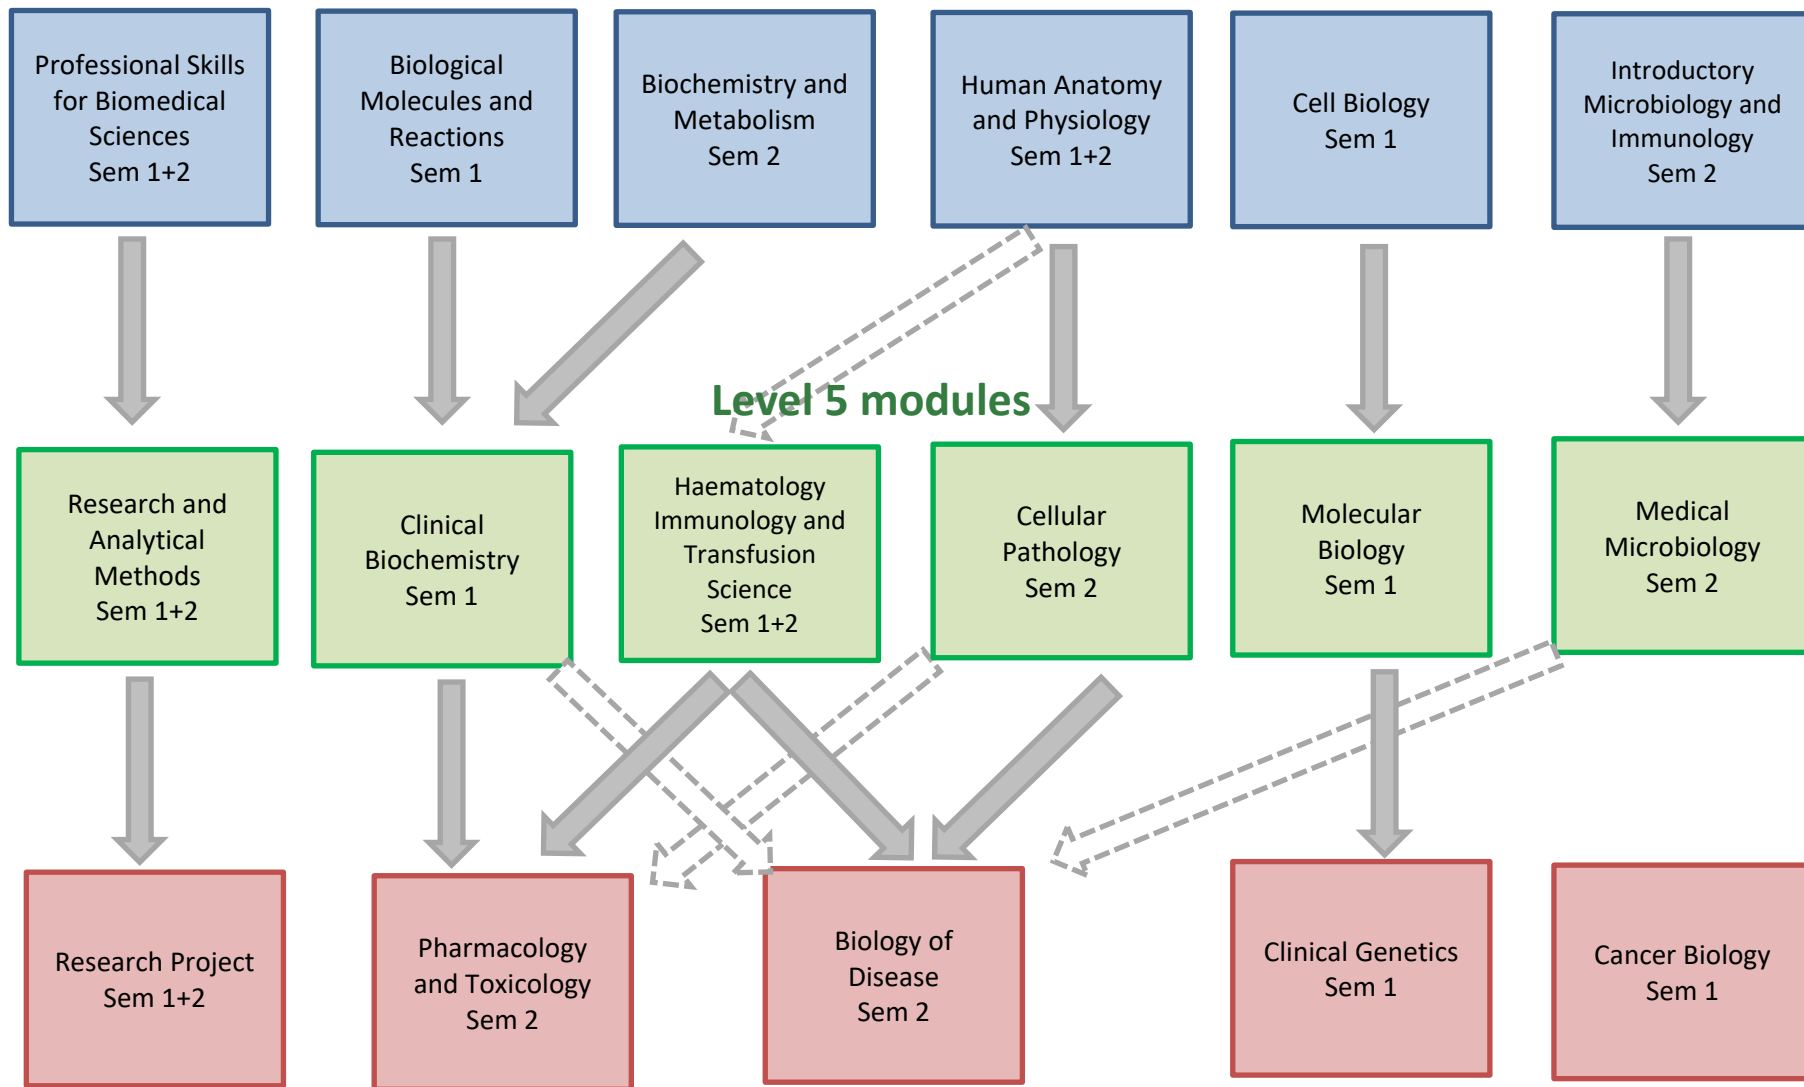 Professional Skills
for Biomedical
Sciences
Sem 1+2
Biological
Molecules and
Reactions
Sem 1
Biochemistry and
Metabolism
Sem 2
Human Anatomy
and Physiology
Sem 1+2
Cell Biology
Sem 1
Introductory
Microbiology and
Immunology
Sem 2
Level 5 modules
Research and
Analytical
Methods
Sem 1+2
Clinical
Biochemistry
Sem 1
Haematology
Immunology and
Transfusion
Science
Sem 1+2
Cellular
Pathology
Sem 2
Molecular
Biology
Sem 1
Medical
Microbiology
Sem 2
Research Project
Sem 1+2
Pharmacology
and Toxicology
Sem 2
Biology of
Disease
Sem 2
Clinical Genetics
Sem 1
Cancer Biology
Sem 1